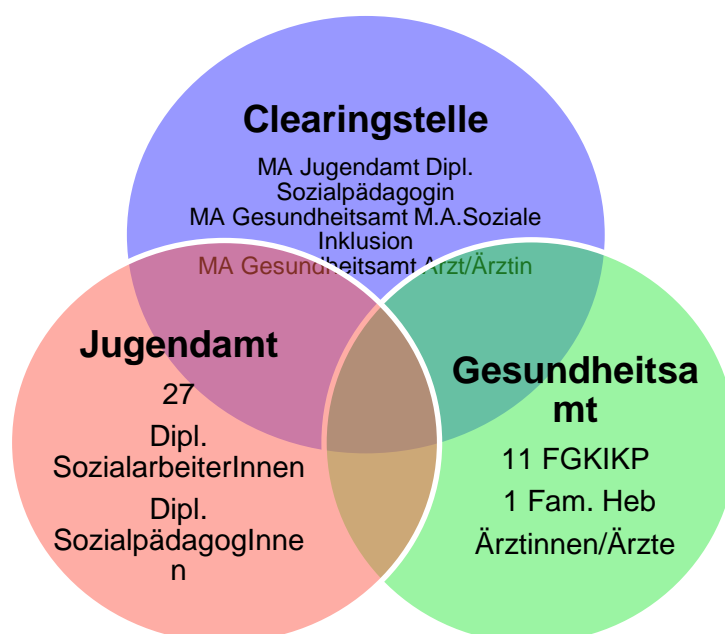 Clearingstelle
MA Jugendamt Dipl.
Sozialpädagogin
MA Gesundheitsamt M.A.Soziale
Inklusion
MA Gesundheitsamt Arzt/Ärztin
Jugendamt
27
Dipl.
SozialarbeiterInnen
Dipl.
SozialpädagogInne
n
Gesundheitsa
mt
11 FGKIKP
1 Fam. Heb
Ärztinnen/Ärzte